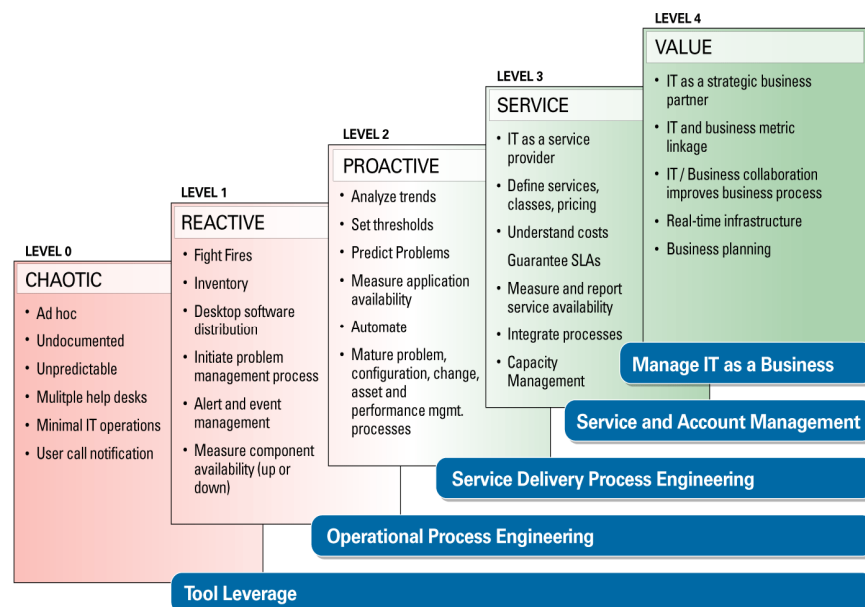 LEVEL 0
CHAOTIC
• Ad hoc
• Undocumented
• Unpredictable
• Mulitple help desks
• Minimal IT operations
• User call notification
LEVEL 1
REACTIVE
• Fight Fires
• Inventory
• Desktop software
distribution
• Initiate problem
management process
• Alert and event
management
• Measure component
availability (up or
down)
LEVEL 2
PROACTIVE
• Analyze trends
• Set thresholds
• Predict Problems
• Measure application
availability
• Automate
• Mature problem,
configuration, change,
asset and
performance mgmt.
processes
LEVEL 3
SERVICE
• IT as a service
provider
• Define services,
classes, pricing
• Understand costs
Guarantee SLAs
• Measure and report
service availability
• Integrate processes
• Capacity
Management
LEVEL 4
VALUE
• IT as a strategic business
partner
• IT and business metric
linkage
• IT / Business collaboration
improves business process
• Real-time infrastructure
• Business planning
Manage IT as a Business
Service and Account Management
Service Delivery Process Engineering
Operational Process Engineering
Tool Leverage